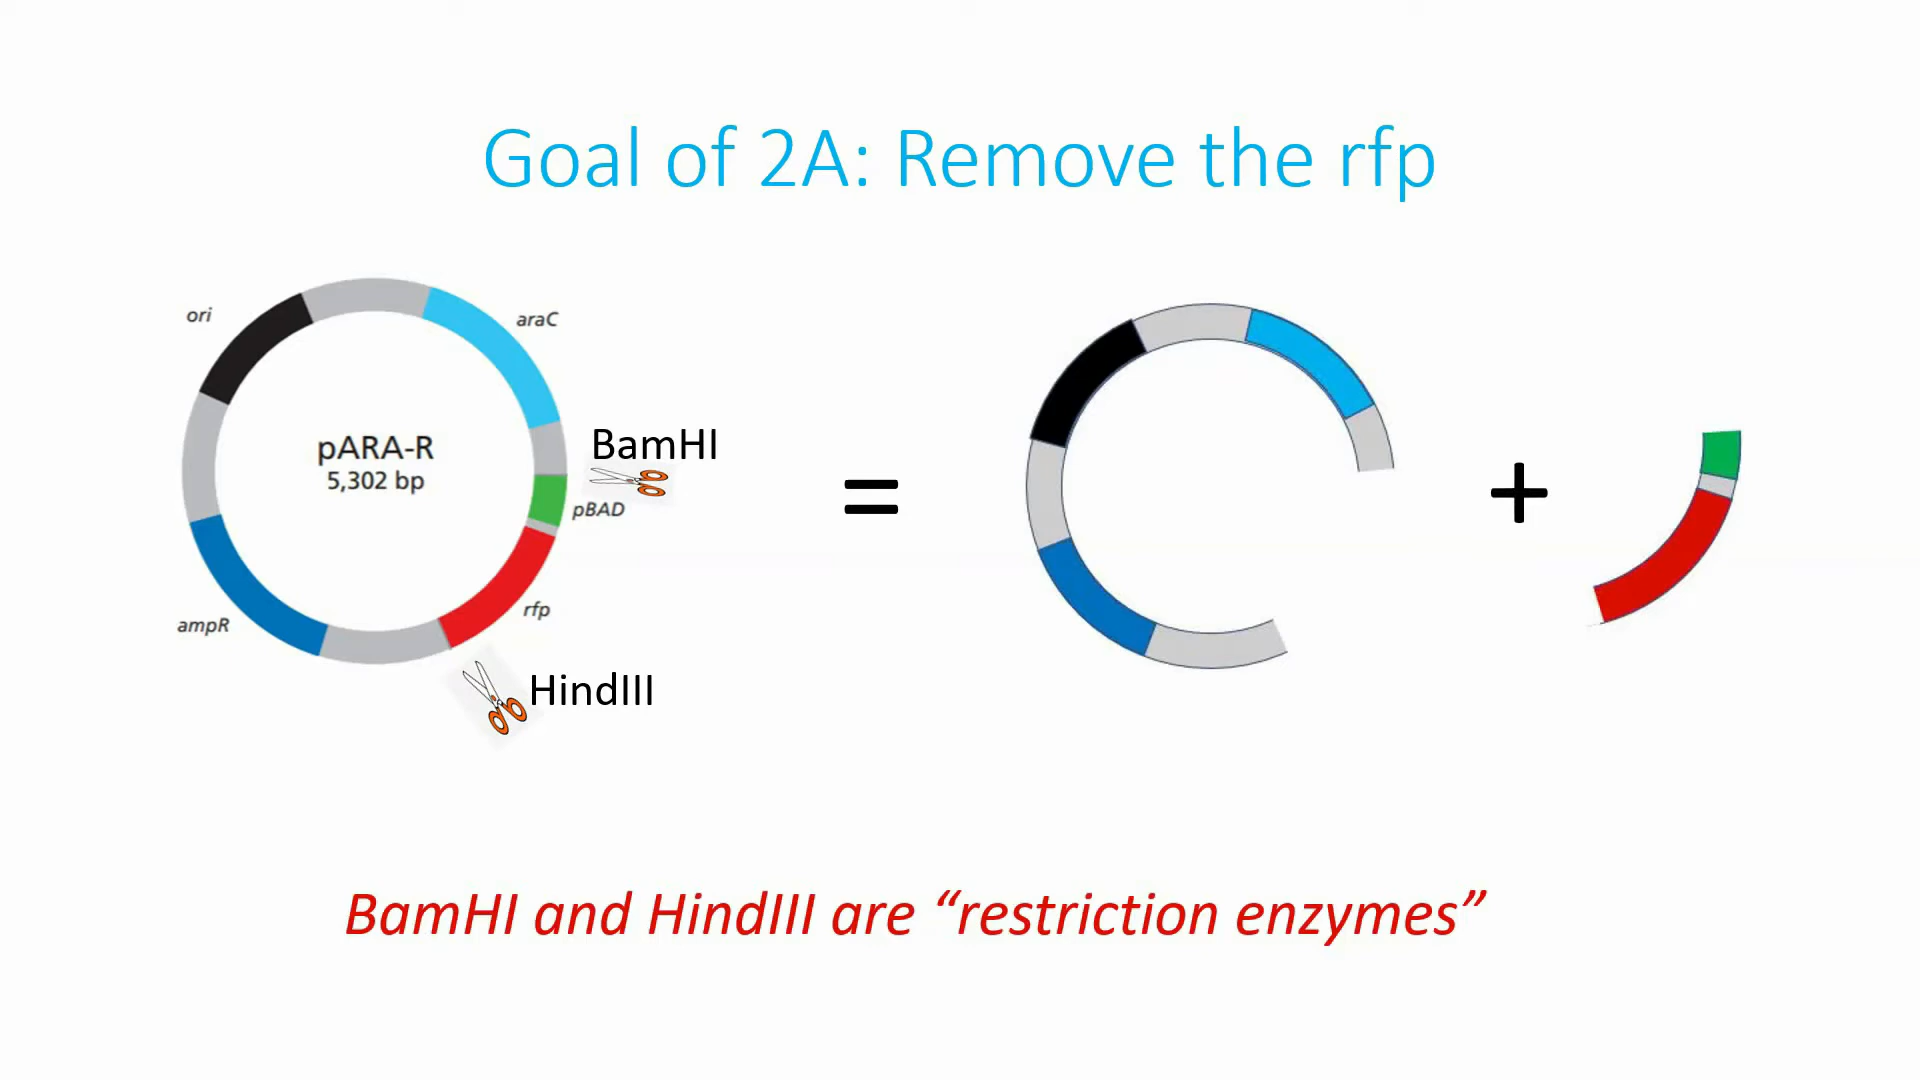 Goal of 2A: Remove the rfp
ori
araC
pARA-R
5,302 bp
BamHI
pBAD
=
+
rfp
ampR
HindIII
BamHI and HindIII are “restriction enzymes”